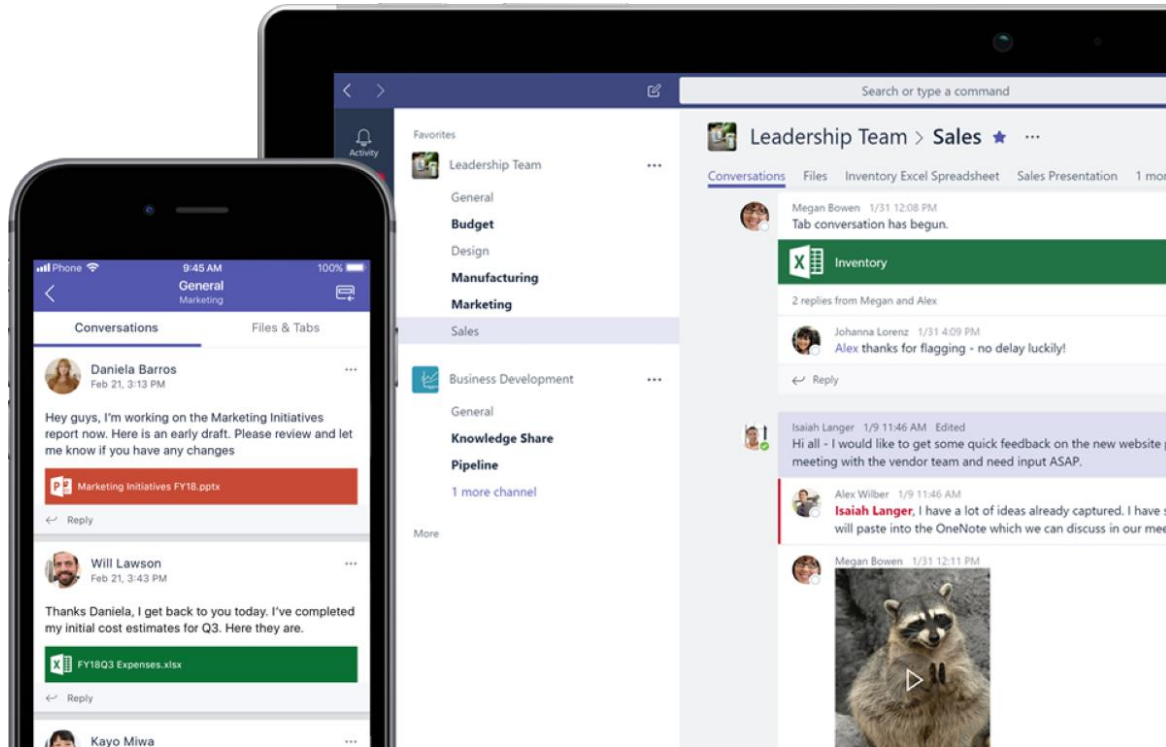 Search or type a command
Activity
Favorites
Leadership Team
General
Budget
Design
Manufacturing
Marketing
Sales
Business Development
General
Knowledge Share
Pipeline
1 more channel
More
Leadership Team > Sales
Conversations Files Inventory Excel Spreadsheet Sales Presentation 1 mor
Megan Bowen 1/31 12:08 PM
Tab conversation has begun.
Inventory
2 replies from Megan and Alex
Johanna Lorenz 1/31 4:09 PM
Alex thanks for flagging - no delay luckily!
Reply
Isaiah Langer 1/9 11:46 AM Edited
Hi all - I would like to get some quick feedback on the new website p
meeting with the vendor team and need input ASAP.
Alex Wilber 1/9 11:46 AM
Isaiah Langer, I have a lot of ideas already captured. I have s
will paste into the OneNote which we can discuss in our mee
Megan Bowen 1/31 12:11 PM
Phone 9:45 AM 100%
General
Marketing
Conversations Files & Tabs
Daniela Barros
Feb 21, 3:13 PM
Hey guys, I'm working on the Marketing Initiatives
report now. Here is an early draft. Please review and let
me know if you have any changes
Marketing Initiatives FY18.pptx
Reply
Will Lawson
Feb 21, 3:43 PM
Thanks Daniela, I get back to you today. I've completed
my initial cost estimates for Q3. Here they are.
FY18Q3 Expenses.xlsx
Reply
Kayo Miwa